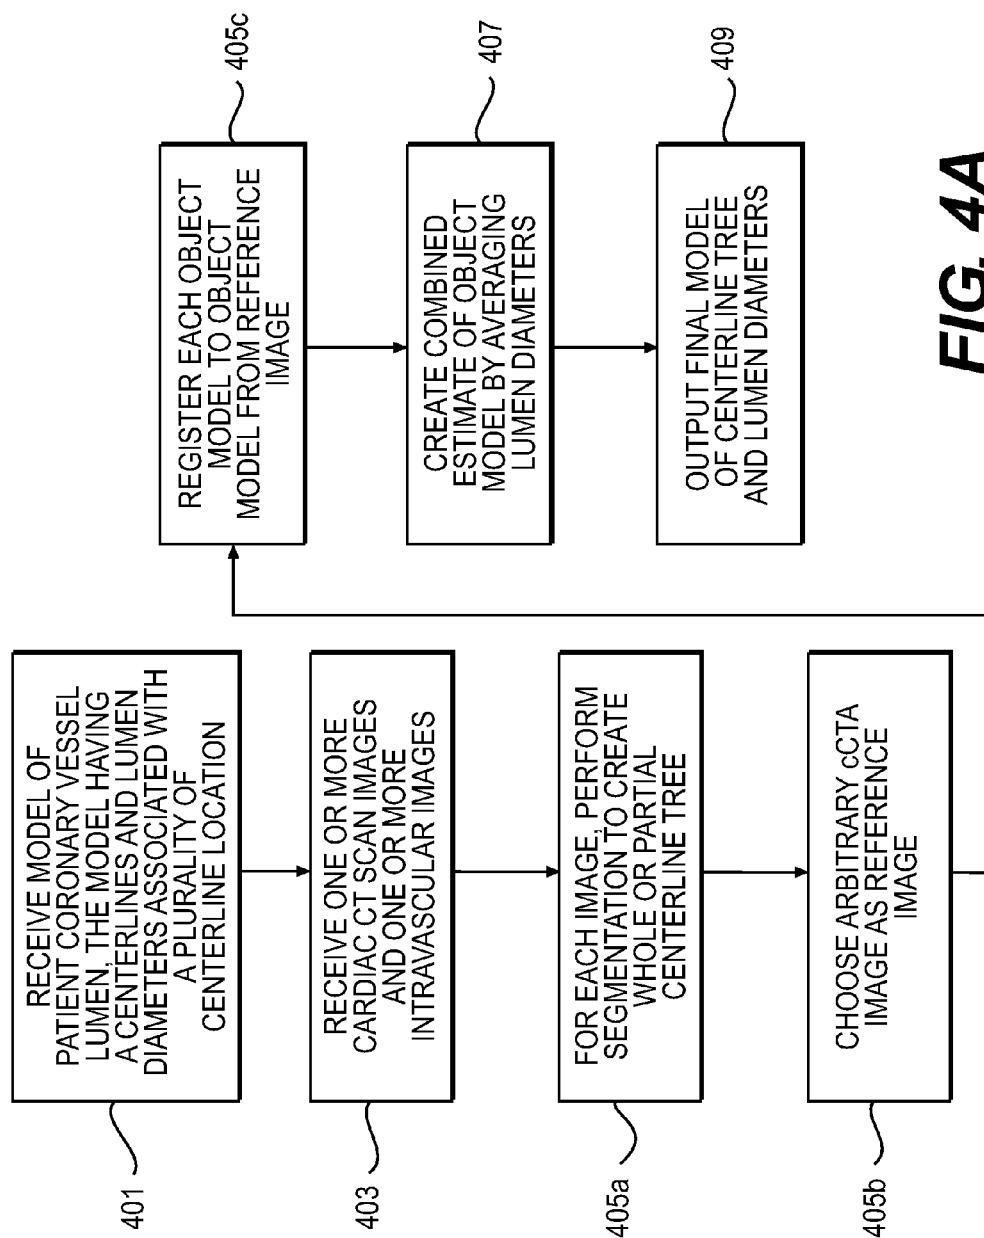 RECEIVE MODEL OF
PATIENT CORONARY VESSEL
LUMEN, THE MODEL HAVING
A CENTERLINES AND LUMEN
DIAMETERS ASSOCIATED WITH
A PLURALITY OF
CENTERLINE LOCATION
401
RECEIVE ONE OR MORE
CARDIAC CT SCAN IMAGES
AND ONE OR MORE
INTRAVASCULAR IMAGES
403
FOR EACH IMAGE, PERFORM
SEGMENTATION TO CREATE
WHOLE OR PARTIAL
CENTERLINE TREE
405a
CHOOSE ARBITRARY cCTA
IMAGE AS REFERENCE
IMAGE
405b
REGISTER EACH OBJECT
MODEL TO OBJECT
MODEL FROM REFERENCE
IMAGE
405c
CREATE COMBINED
ESTIMATE OF OBJECT
MODEL BY AVERAGING
LUMEN DIAMETERS
407
OUTPUT FINAL MODEL
OF CENTERLINE TREE
AND LUMEN DIAMETERS
409
FIG. 4A